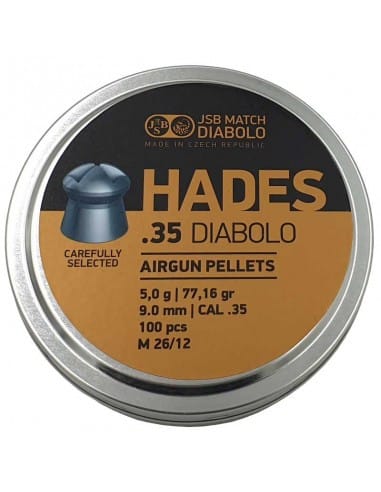 JSB
JSB MATCH
DIABOLO
MADE IN CZECH REPUBLIC
HADES
.35 DIABOLO
CAREFULLY
SELECTED
AIRGUN PELLETS
5,0 g | 77,16 gr
9.0 mm | CAL .35
100 pcs
M 26/12